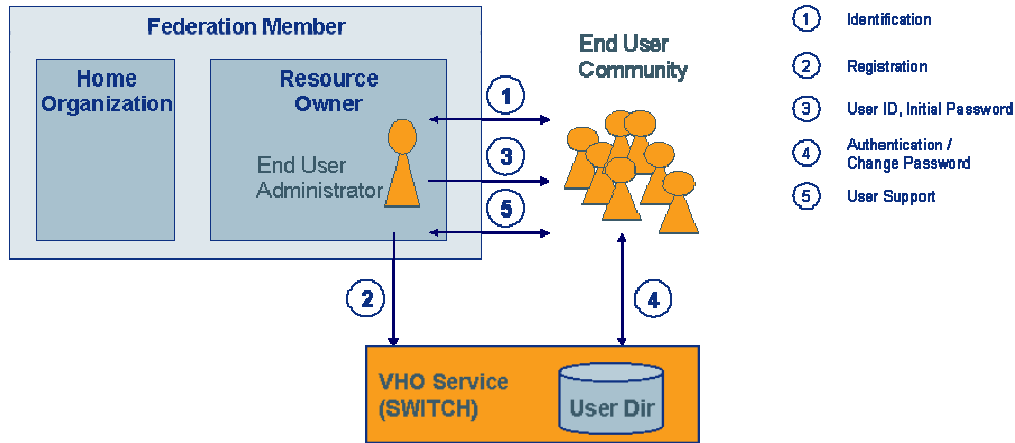 Federation Member
Home
Organization
Resource
Owner
End User
Administrator
End User
Community
1
3
5
2
4
VHO Service
(SWITCH)
User Dir
1 Identification
2 Registration
3 User ID, Initial Password
4 Authentication /
Change Password
5 User Support